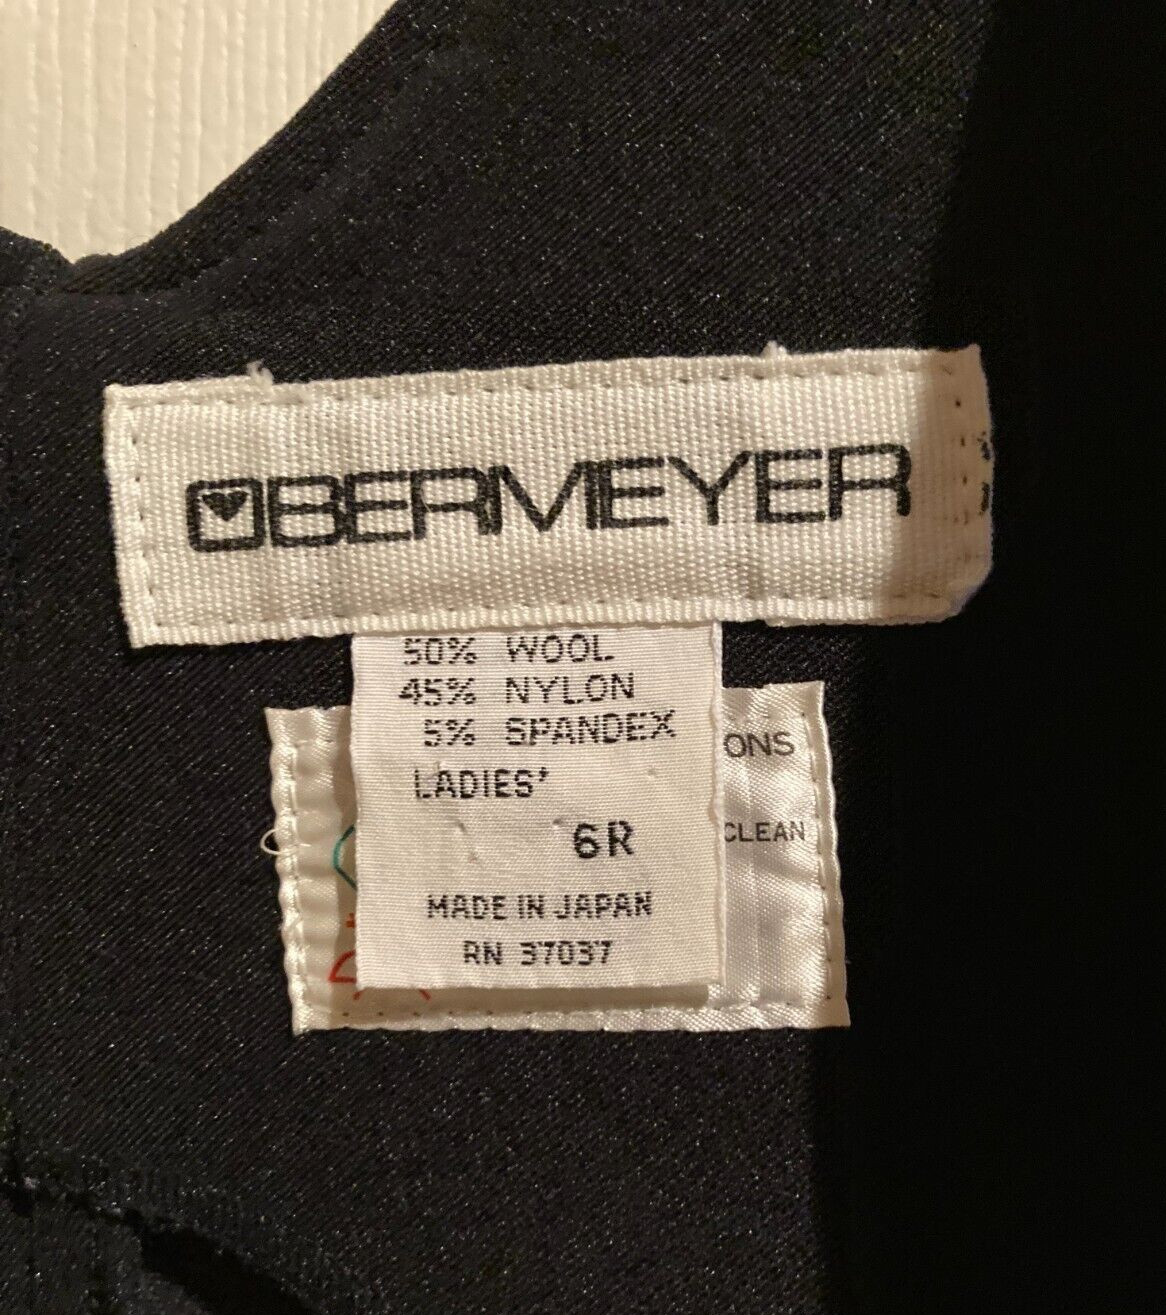 OBERMEYER
50% WOOL
45% NYLON
5% SPANDEX
ONS
LADIES'
CLEAN
6R
MADE IN JAPAN
RN 37037